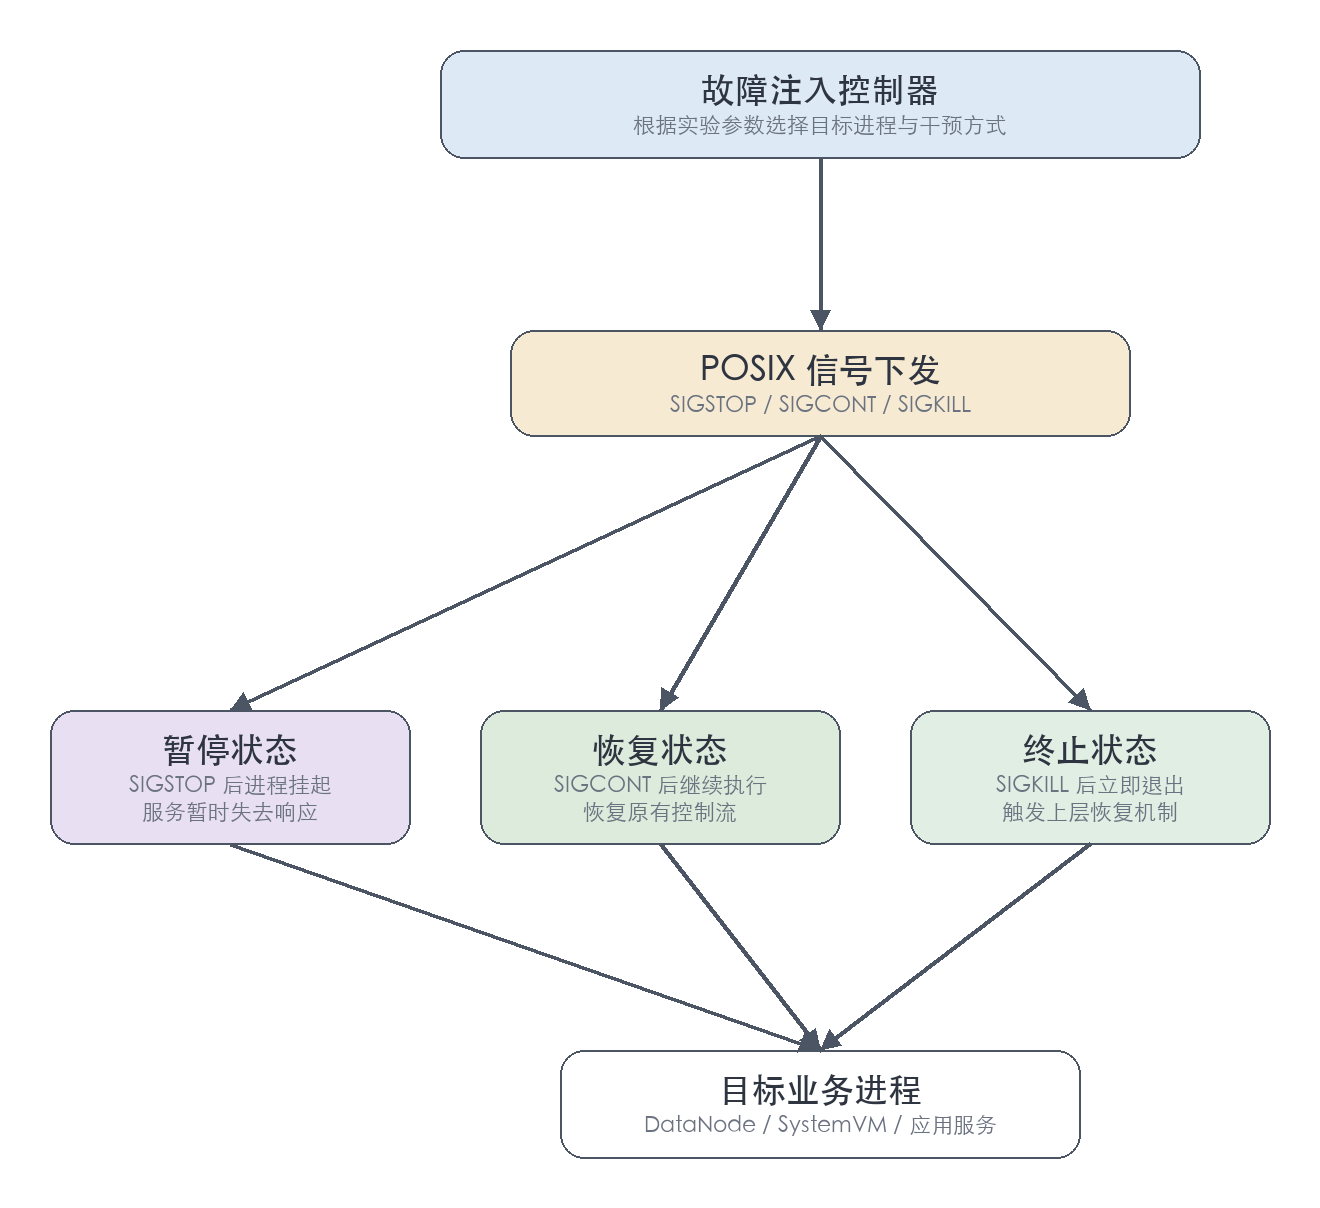 故障注入控制器
根据实验参数选择目标进程与干预方式
POSIX 信号下发
SIGSTOP / SIGCONT / SIGKILL
暂停状态
SIGSTOP 后进程挂起
服务暂时失去响应
恢复状态
SIGCONT 后继续执行
恢复原有控制流
终止状态
SIGKILL 后立即退出
触发上层恢复机制
目标业务进程
DataNode / SystemVM / 应用服务